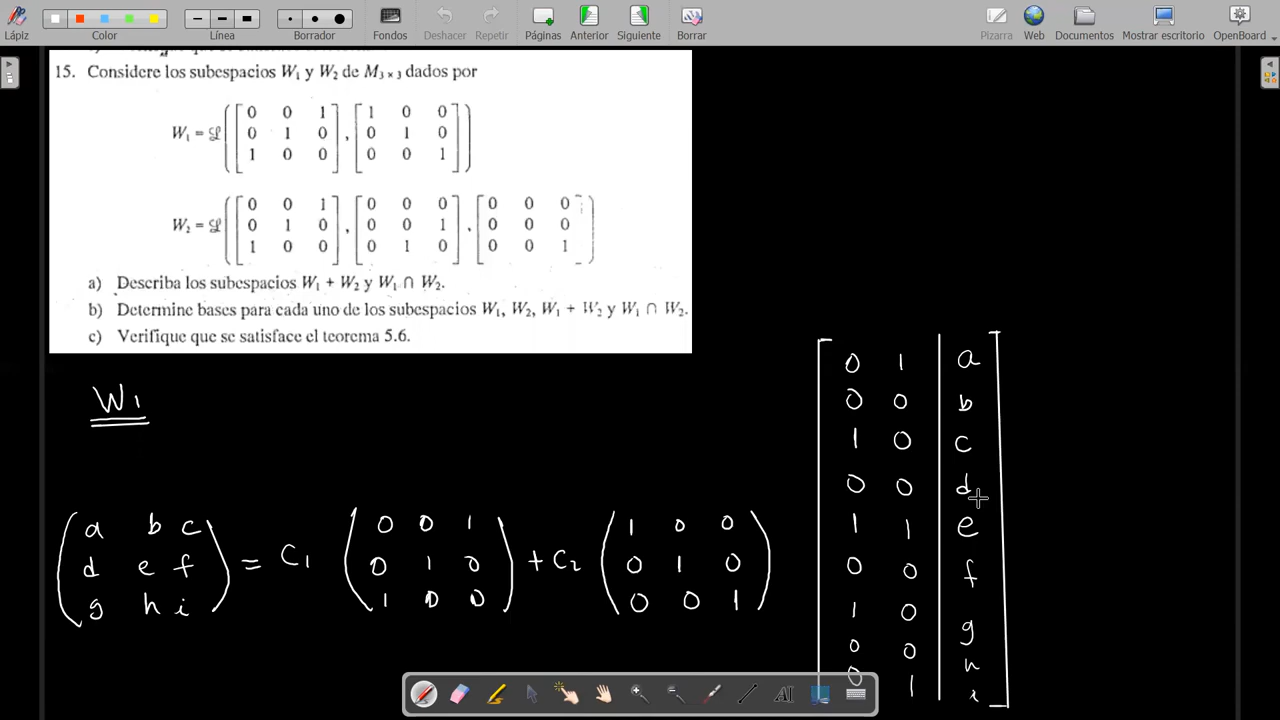 Lápiz Color Línea Borrador Fondos Deshacer Repetir Páginas Anterior Siguiente Borrar Pizarra Web Documentos Mostrar escritorio OpenBoard
15. Considere los subespacios W₁ y W₂ de M₃ₓ₃ dados por
0 0 1 1 0 0
W₁ = ℒ 0 1 0 , 0 1 0
1 0 0 0 0 1
0 0 1 0 0 0 0 0 0
W₂ = ℒ 0 1 0 , 0 0 1 , 0 0 0
1 0 0 0 1 0 0 0 1
a) Describa los subespacios W₁ + W₂ y W₁ ∩ W₂.
b) Determine bases para cada uno de los subespacios W₁, W₂, W₁ + W₂ y W₁ ∩ W₂.
c) Verifique que se satisface el teorema 5.6.
W1
a b c 0 0 1 1 0 0
d e f = C1 0 1 0 + C2 0 1 0
g h i 1 0 0 0 0 1
0 1 a
0 0 b
1 0 c
0 0 d
1 1 e
0 0 f
1 0 g
0 0 h
0 1 i
AI